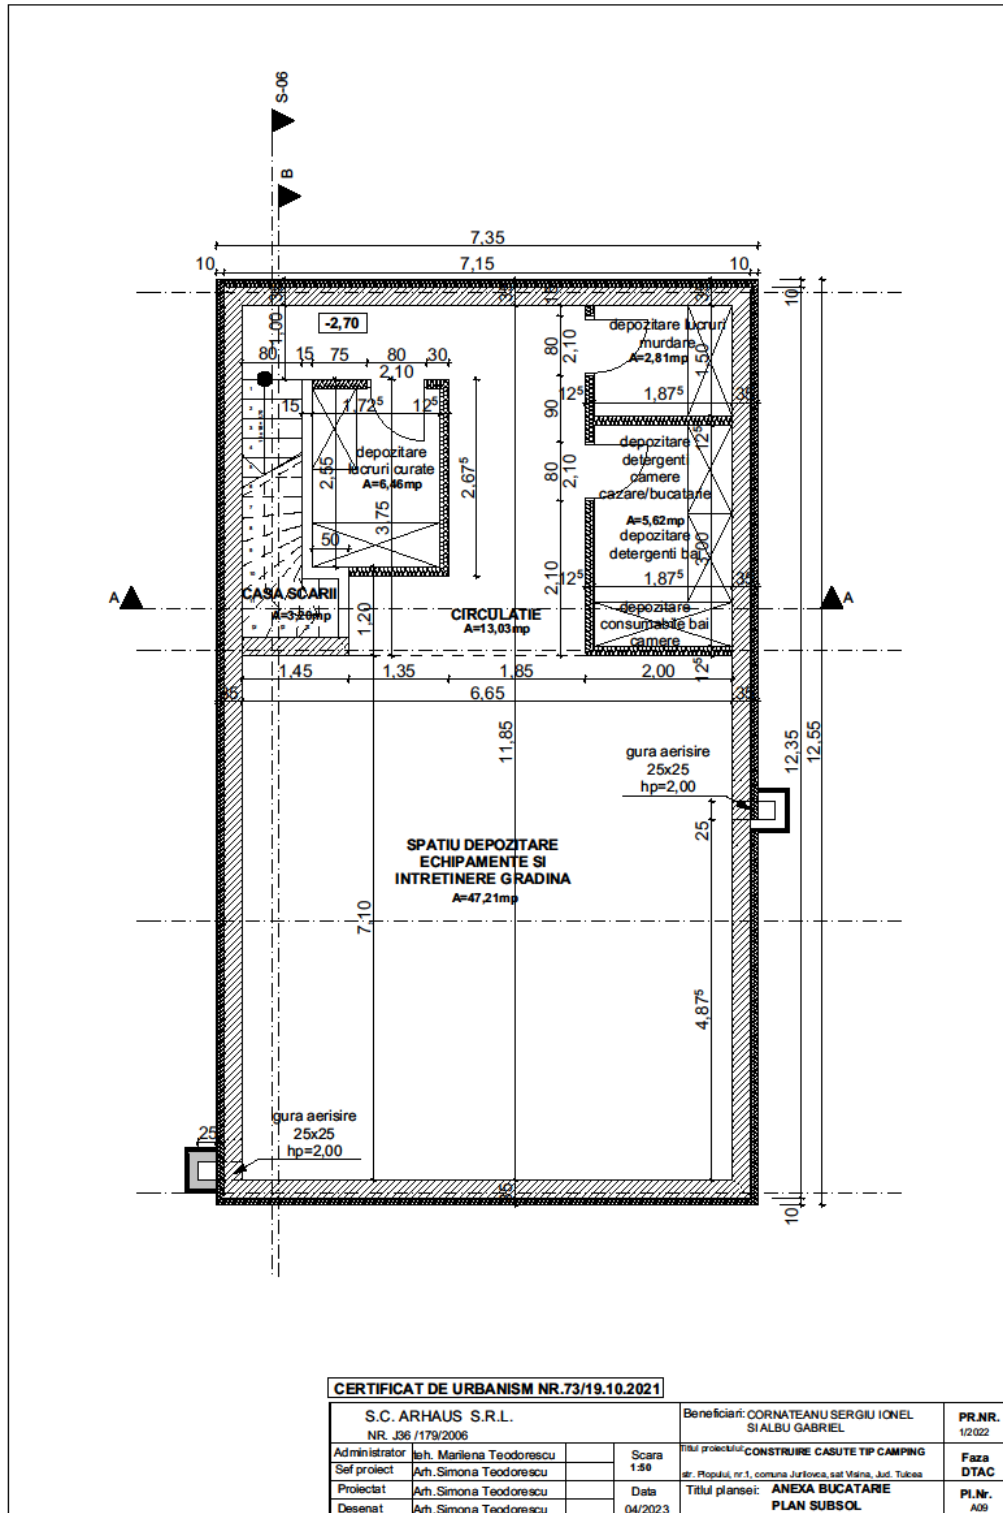 S-06
B
7,35
10 7,15 10
35 35 15 35 10
1,00
-2,70
80 15 75 80 30
2,10
80 2,10
depozitare lucruri
murdare
A=2,81mp
1,50
15 1,72⁵ 12⁵
12⁵ 1,87⁵ 35
90
depozitare
lucruri curate
A=6,46mp
2,55
3,75
2,67⁵
50
80 2,10
12⁵
depozitare
detergenti
camere
cazare/bucatarie
A=5,62mp
depozitare
detergenti bai
3,00
2,10
12⁵ 1,87⁵ 35
A
CASA SCARII
A=3,20mp
1,20
CIRCULATIE
A=13,03mp
depozitare
consumabile bai
camere
A
12⁵
1,45 1,35 1,85 2,00
35 6,65 35
11,85
12,35
12,55
gura aerisire
25x25
hp=2,00
25
SPATIU DEPOZITARE
ECHIPAMENTE SI
INTRETINERE GRADINA
A=47,21mp
7,10
4,87⁵
gura aerisire
25x25
hp=2,00
25
35
10
CERTIFICAT DE URBANISM NR.73/19.10.2021
S.C. ARHAUS S.R.L.
NR. J36 /179/2006
Beneficiari: CORNATEANU SERGIU IONEL
SI ALBU GABRIEL
PR.NR.
1/2022
Administrator teh. Marilena Teodorescu
Scara
1:50
Titlul proiectului: CONSTRUIRE CASUTE TIP CAMPING
str. Plopului, nr.1, comuna Jurilovca, sat Visina, Jud. Tulcea
Faza
DTAC
Sef proiect Arh.Simona Teodorescu
Proiectat Arh.Simona Teodorescu
Data
04/2023
Titlul plansei: ANEXA BUCATARIE
PLAN SUBSOL
Pl.Nr.
A09
Desenat Arh.Simona Teodorescu